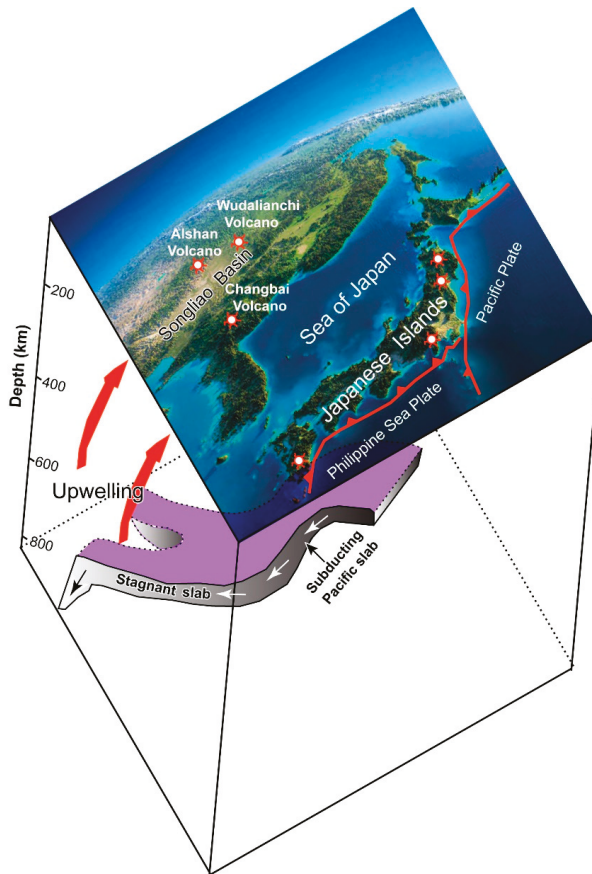 Wudalianchi
Volcano
Alshan
Volcano
Songliao Basin
Changbai
Volcano
Sea of Japan
Japanese Islands
Pacific Plate
Philippine Sea Plate
Depth (km)
200
400
600
800
Upwelling
Stagnant slab
Subducting
Pacific slab